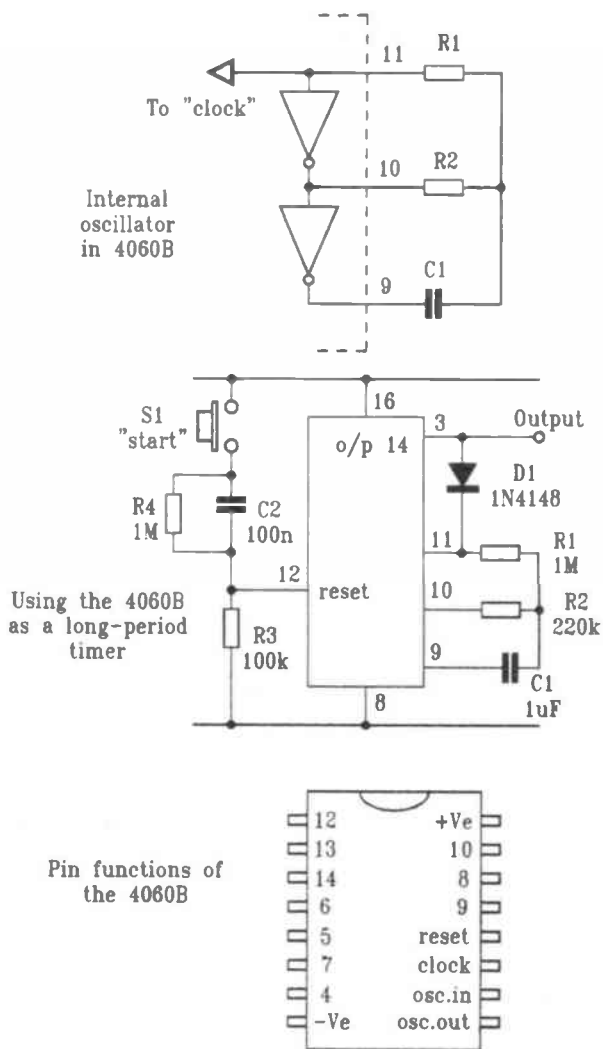 11
R1
To "clock"
10
R2
Internal
oscillator
in 4060B
9
C1
S1
"start"
16
3
Output
o/p 14
D1
1N4148
R4
1M
C2
100n
11
R1
1M
12
reset
10
R2
220k
Using the 4060B
as a long-period
timer
R3
100k
9
C1
1uF
8
Pin functions of
the 4060B
12
+Ve
13
10
14
8
6
9
5
reset
7
clock
4
osc.in
-Ve
osc.out